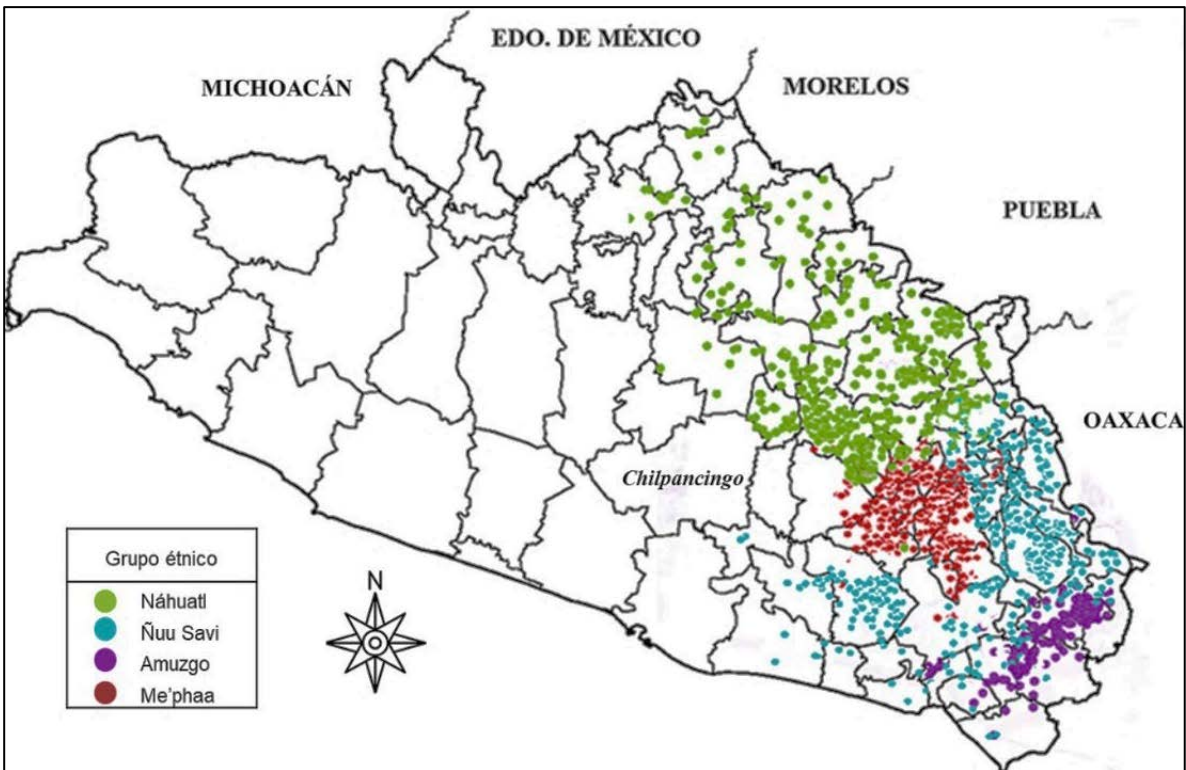 EDO. DE MÉXICO
MICHOACÁN
MORELOS
PUEBLA
OAXACA
Chilpancingo
Grupo étnico
Náhuatl
Ñuu Savi
Amuzgo
Me'phaa
N